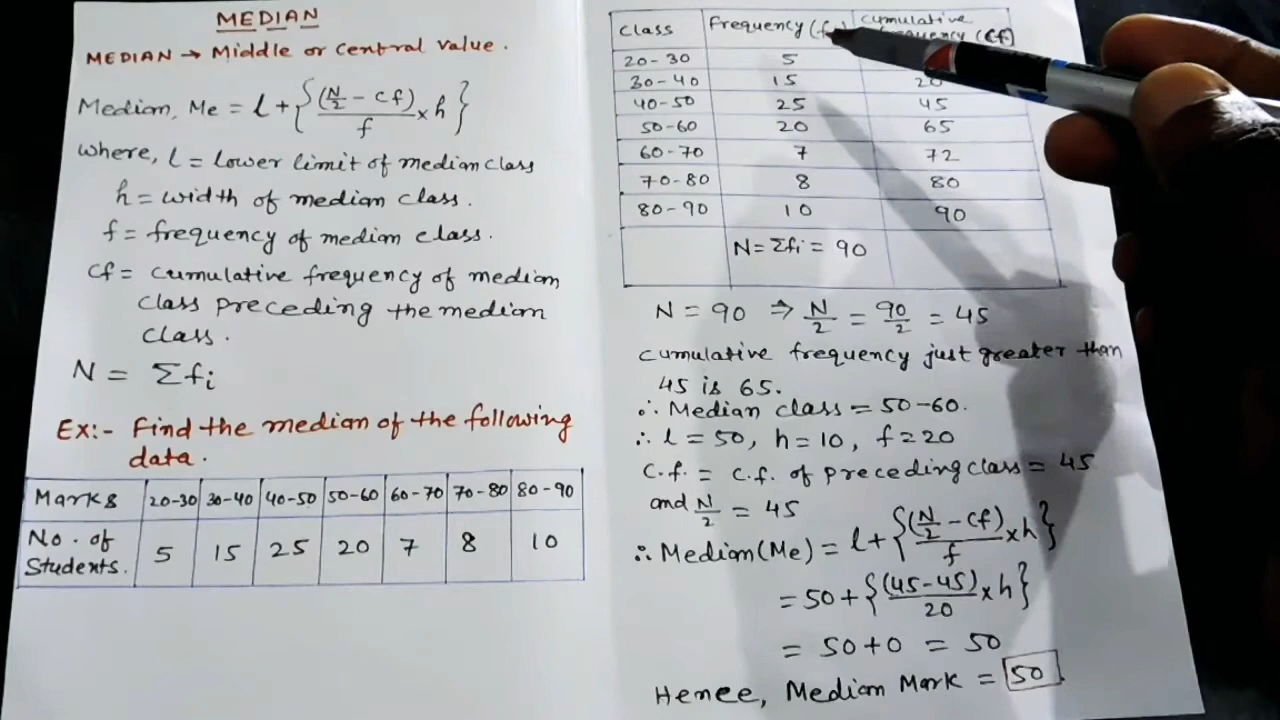 MEDIAN
MEDIAN → Middle or central value.
Median, Me = l + {(N/2 - cf)/f × h}
where, l = lower limit of median class
h = width of median class.
f = frequency of median class.
cf = cumulative frequency of median
class preceding the median
class.
N = Σfi
Ex:- Find the median of the following
data.
Marks 20-30 30-40 40-50 50-60 60-70 70-80 80-90
No. of
Students. 5 15 25 20 7 8 10
Class Frequency (fi) cumulative
(cf)
20-30 5
30-40 15 20
40-50 25 45
50-60 20 65
60-70 7 72
70-80 8 80
80-90 10 90
N = Σfi = 90
N = 90 ⇒ N/2 = 90/2 = 45
cumulative frequency just greater than
45 is 65.
∴ Median class = 50-60.
∴ l = 50, h = 10, f = 20
c.f. = c.f. of preceding class = 45
and N/2 = 45
∴ Median (Me) = l + {(N/2 - cf)/f × h}
= 50 + {(45-45)/20 × h}
= 50 + 0 = 50
Hence, Median Mark = 50